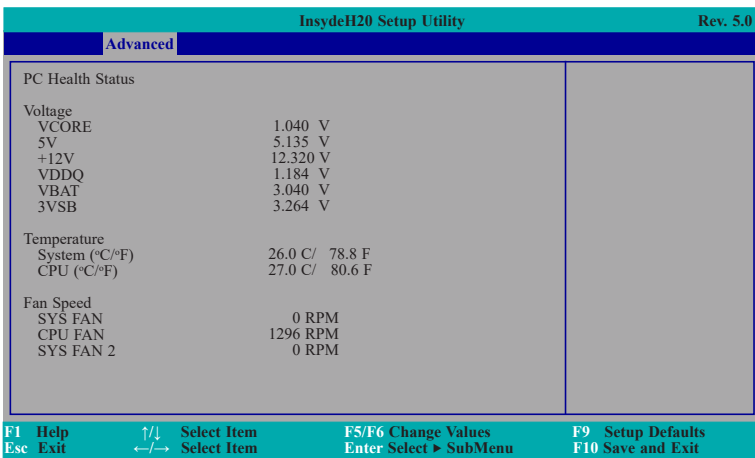 InsydeH20 Setup Utility Rev. 5.0
Advanced
PC Health Status
Voltage
VCORE 1.040 V
5V 5.135 V
+12V 12.320 V
VDDQ 1.184 V
VBAT 3.040 V
3VSB 3.264 V
Temperature
System (°C/°F) 26.0 C/ 78.8 F
CPU (°C/°F) 27.0 C/ 80.6 F
Fan Speed
SYS FAN 0 RPM
CPU FAN 1296 RPM
SYS FAN 2 0 RPM
F1 Help ↑/↓ Select Item F5/F6 Change Values F9 Setup Defaults
Esc Exit ←/→ Select Item Enter Select ▶ SubMenu F10 Save and Exit